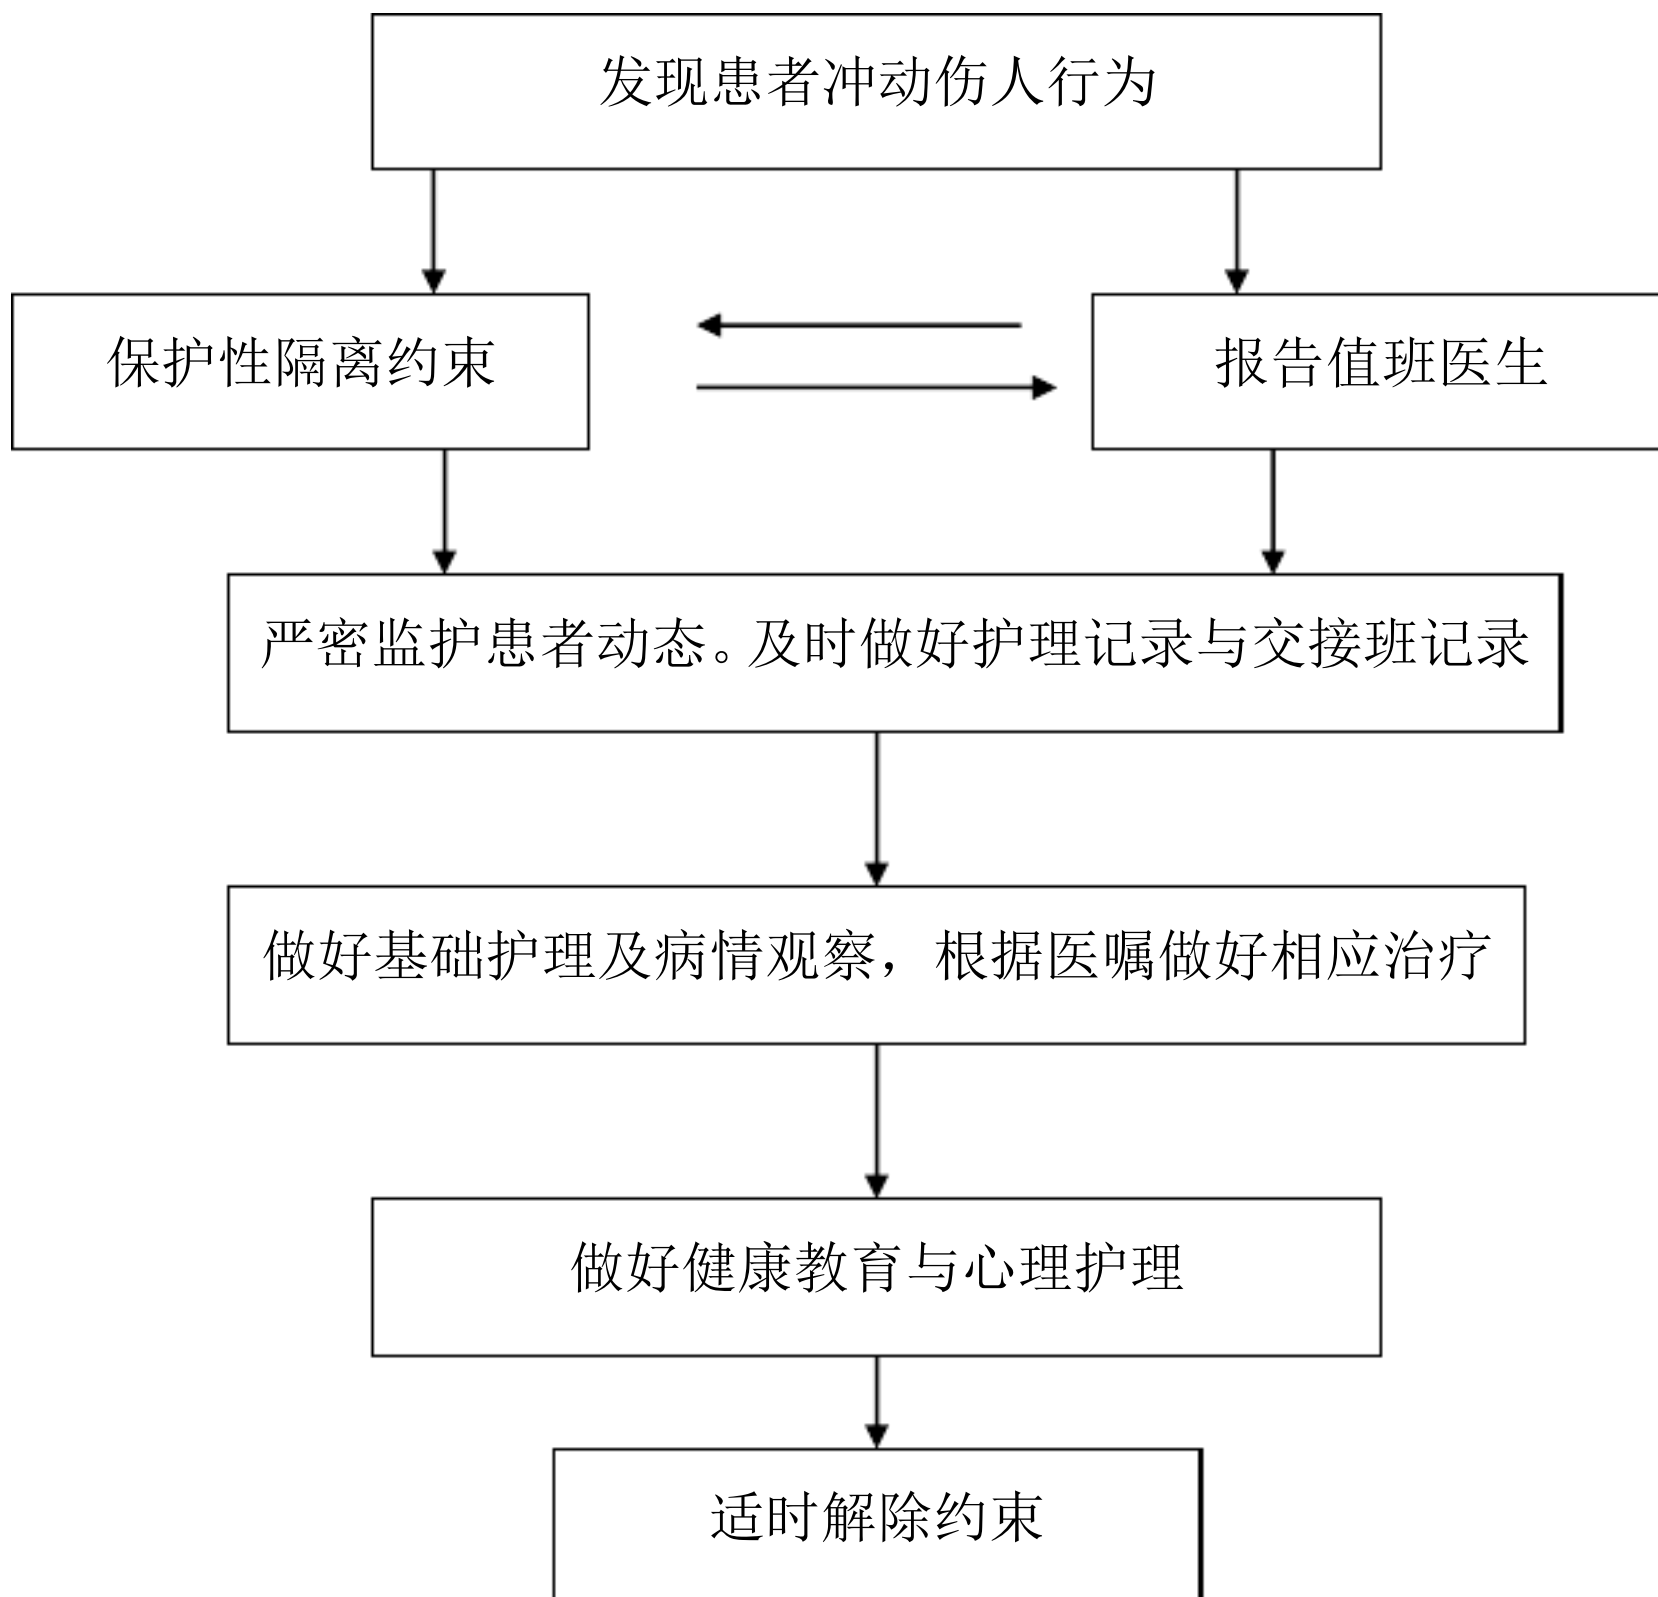 发现患者冲动伤人行为
保护性隔离约束
报告值班医生
严密监护患者动态。及时做好护理记录与交接班记录
做好基础护理及病情观察，根据医嘱做好相应治疗
做好健康教育与心理护理
适时解除约束